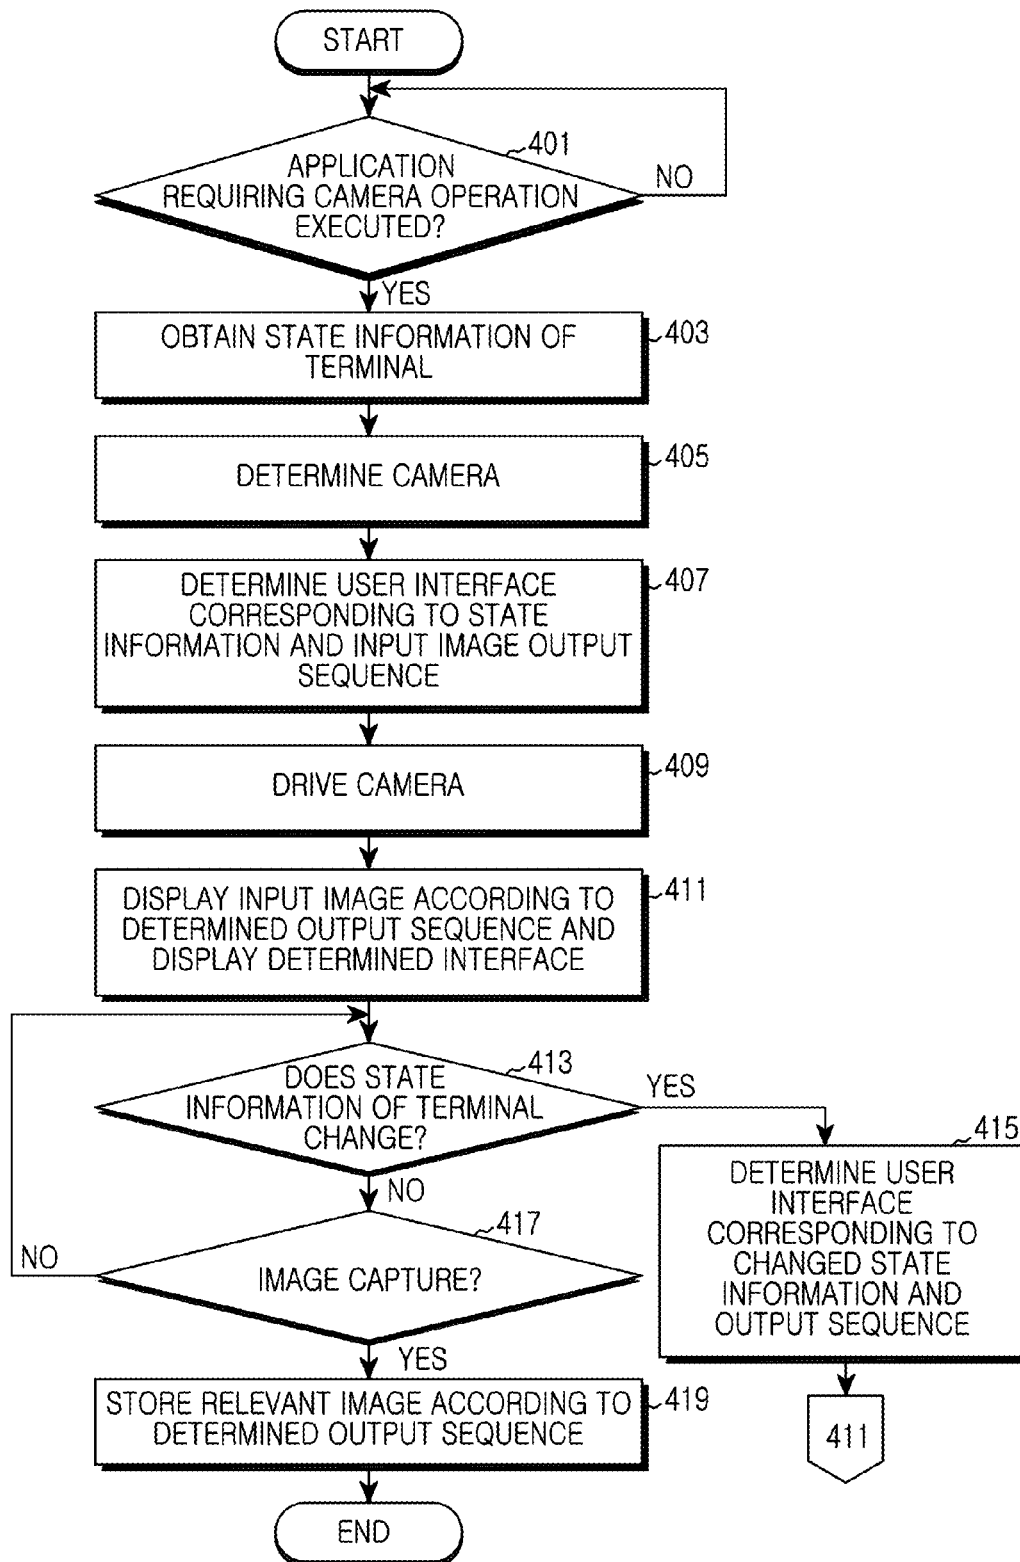 START
401
APPLICATION
REQUIRING CAMERA OPERATION
EXECUTED?
NO
YES
OBTAIN STATE INFORMATION OF
TERMINAL
403
DETERMINE CAMERA
405
DETERMINE USER INTERFACE
CORRESPONDING TO STATE
INFORMATION AND INPUT IMAGE OUTPUT
SEQUENCE
407
DRIVE CAMERA
409
DISPLAY INPUT IMAGE ACCORDING TO
DETERMINED OUTPUT SEQUENCE AND
DISPLAY DETERMINED INTERFACE
411
413
DOES STATE
INFORMATION OF TERMINAL
CHANGE?
YES
NO
415
DETERMINE USER
INTERFACE
CORRESPONDING TO
CHANGED STATE
INFORMATION AND
OUTPUT SEQUENCE
411
417
IMAGE CAPTURE?
NO
YES
STORE RELEVANT IMAGE ACCORDING TO
DETERMINED OUTPUT SEQUENCE
419
END